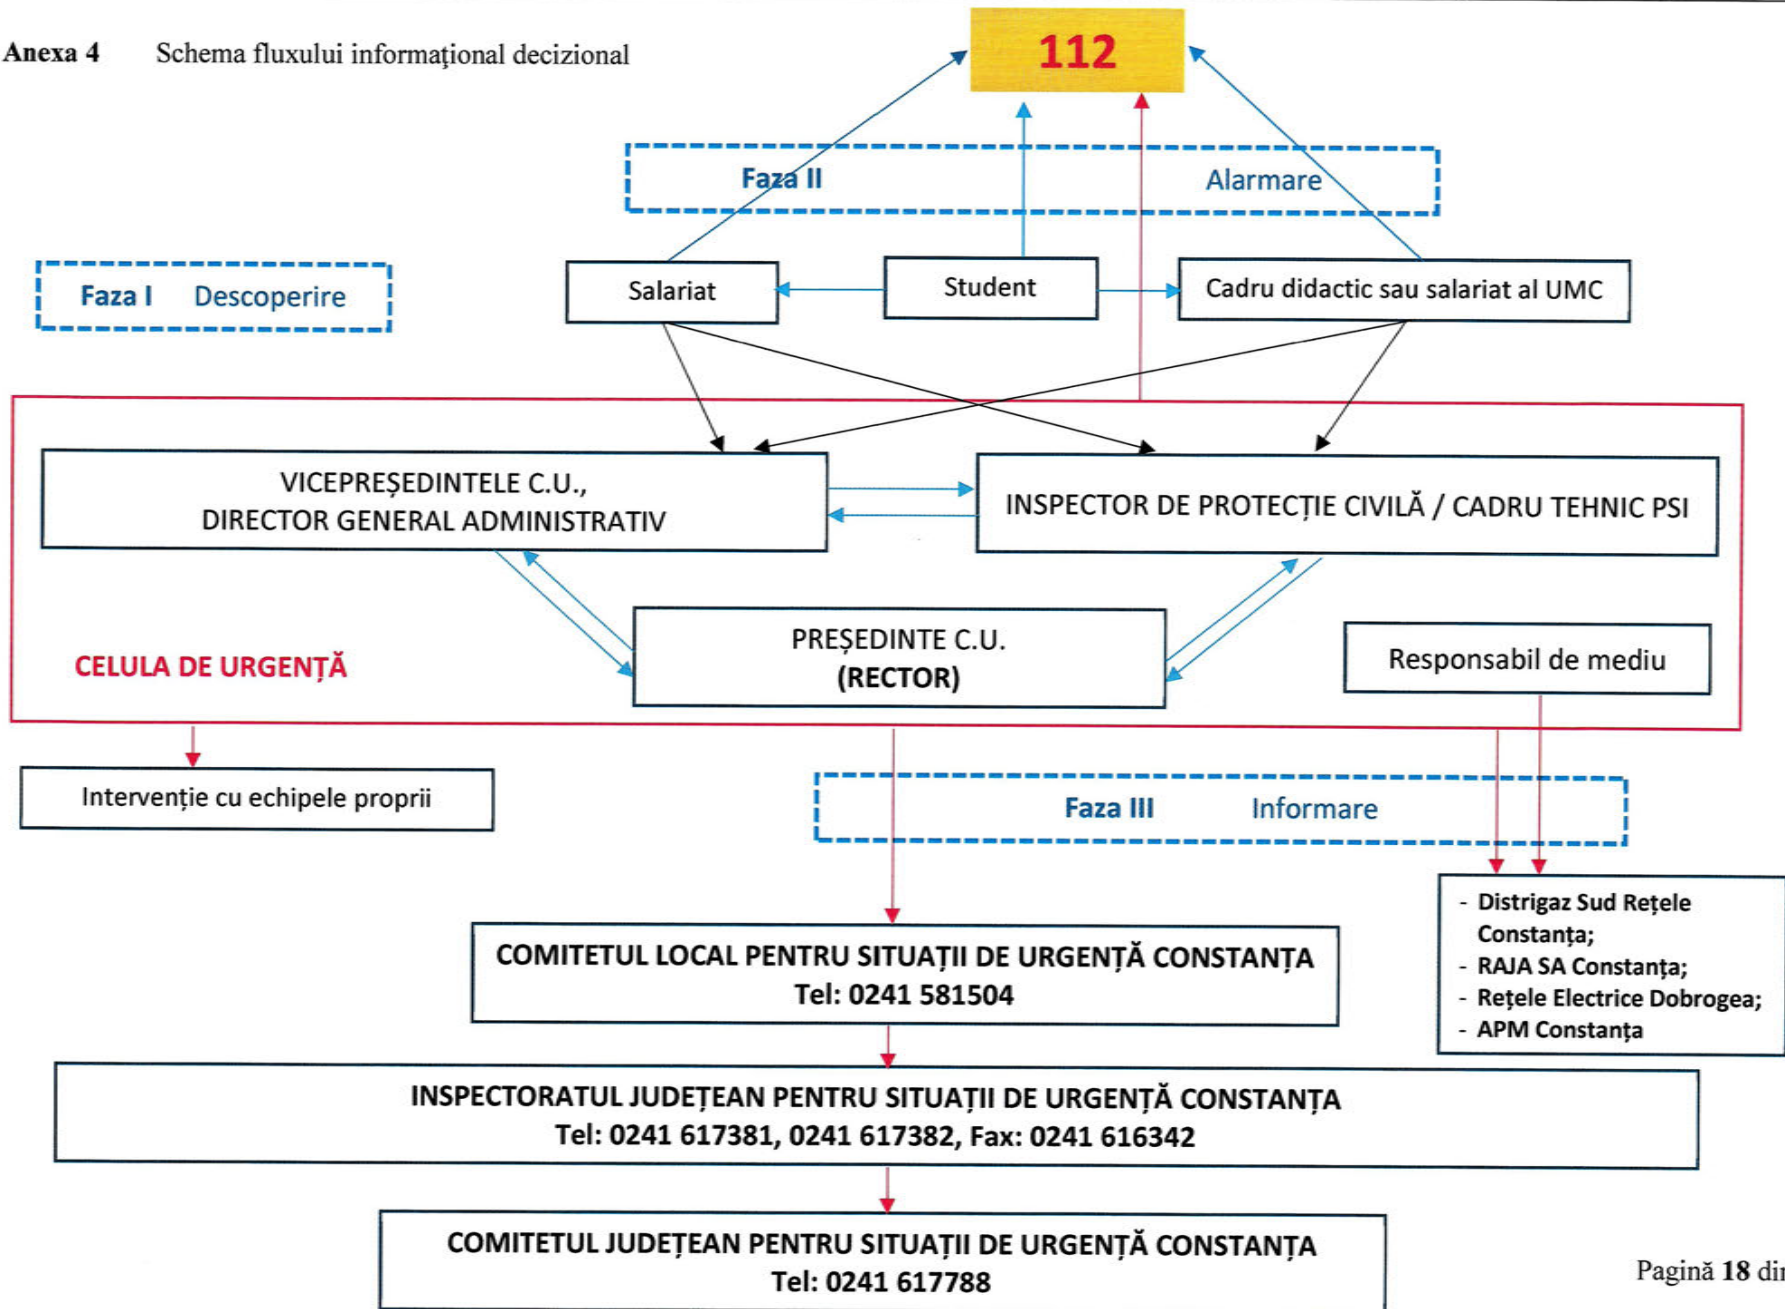 Anexa 4 Schema fluxului informaţional decizional
112
Faza II Alarmare
Faza I Descoperire
Salariat
Student
Cadru didactic sau salariat al UMC
VICEPREȘEDINTELE C.U.,
DIRECTOR GENERAL ADMINISTRATIV
INSPECTOR DE PROTECȚIE CIVILĂ / CADRU TEHNIC PSI
PREȘEDINTE C.U.
(RECTOR)
Responsabil de mediu
CELULA DE URGENȚĂ
Intervenție cu echipele proprii
Faza III Informare
- Distrigaz Sud Rețele
Constanța;
- RAJA SA Constanța;
- Rețele Electrice Dobrogea;
- APM Constanța
COMITETUL LOCAL PENTRU SITUAȚII DE URGENȚĂ CONSTANȚA
Tel: 0241 581504
INSPECTORATUL JUDEȚEAN PENTRU SITUAȚII DE URGENȚĂ CONSTANȚA
Tel: 0241 617381, 0241 617382, Fax: 0241 616342
COMITETUL JUDEȚEAN PENTRU SITUAȚII DE URGENȚĂ CONSTANȚA
Tel: 0241 617788
Pagină 18 din